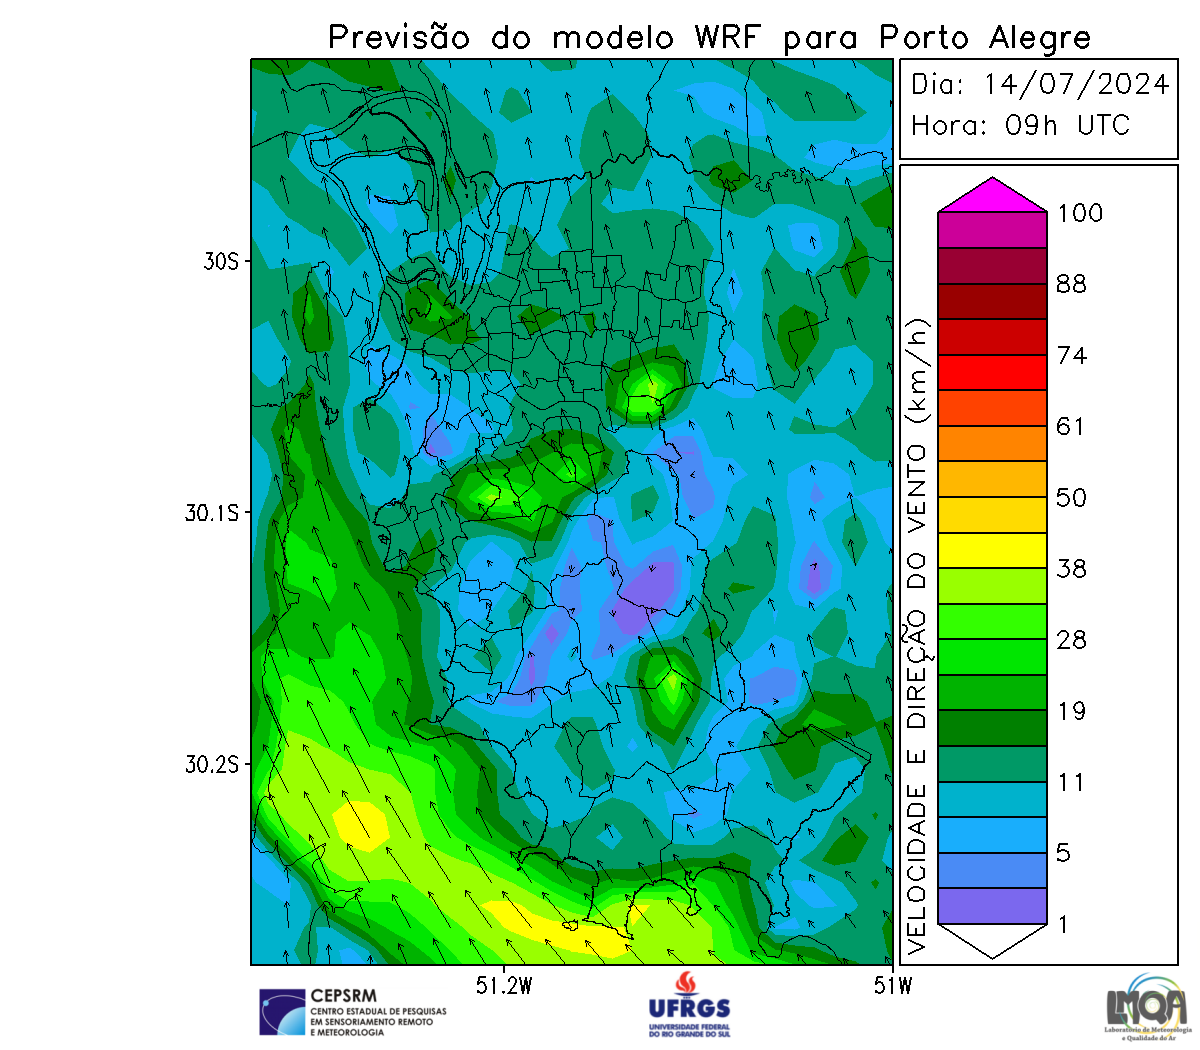 Previsão do modelo WRF para Porto Alegre
Dia: 14/07/2024
Hora: 09h UTC
30S
30.1S
30.2S
51.2W
51W
VELOCIDADE E DIREÇÃO DO VENTO (km/h)
100
88
74
61
50
38
28
19
11
5
1
CEPSRM
CENTRO ESTADUAL DE PESQUISAS
EM SENSORIAMENTO REMOTO
E METEOROLOGIA
UFRGS
UNIVERSIDADE FEDERAL
DO RIO GRANDE DO SUL
LMQA
Laboratório de Meteorologia
e Qualidade do Ar